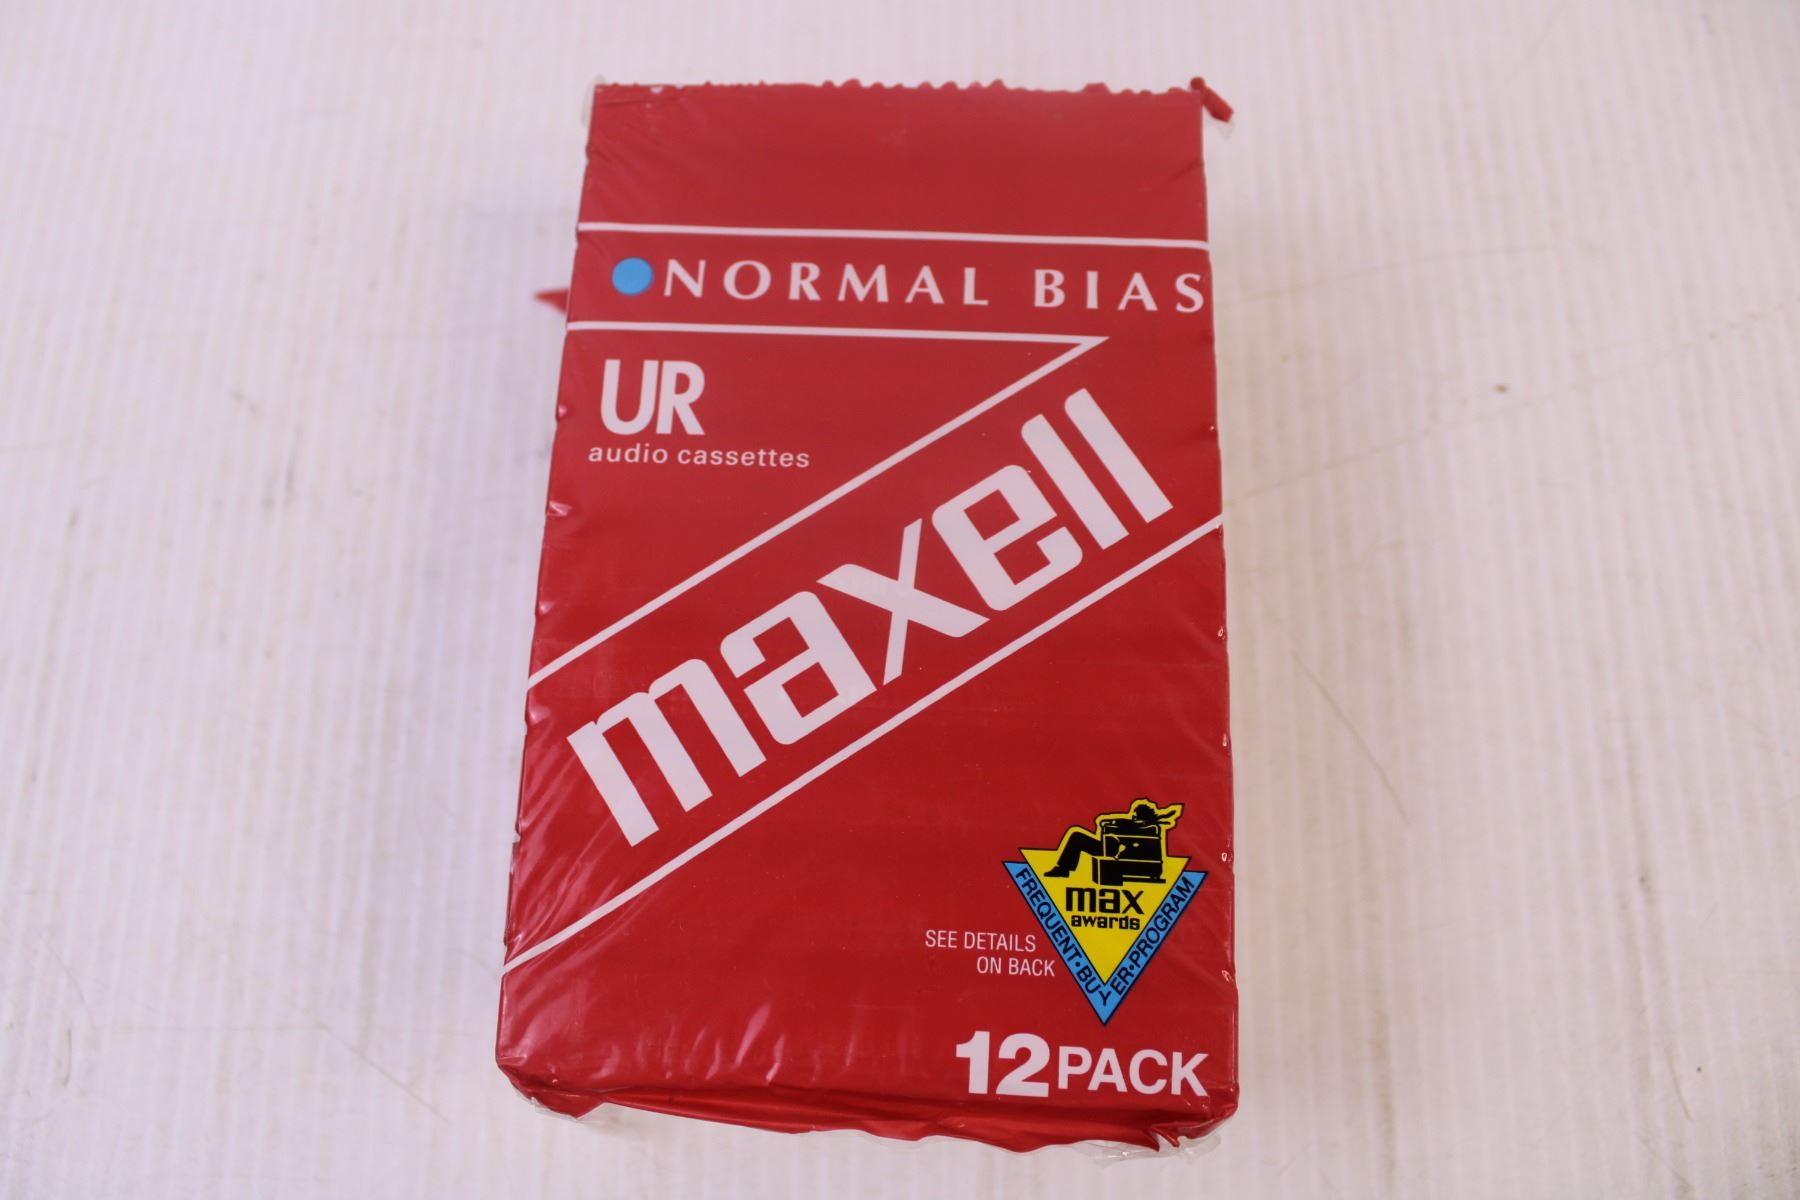 NORMAL BIAS
UR
audio cassettes
maxell
max
awards
FREQUENT•BUYER•PROGRAM
SEE DETAILS
ON BACK
12 PACK